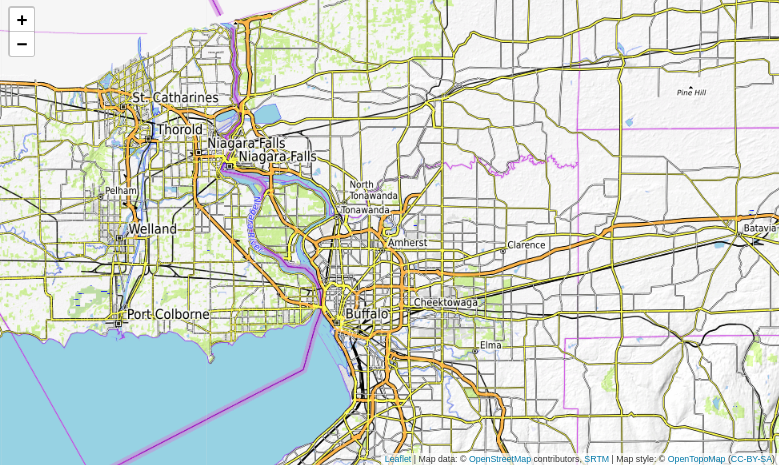 +
−
Pine Hill
St. Catharines
Thorold
Niagara Falls
Niagara Falls
North
Tonawanda
Pelham
Tonawanda
Welland
Batavia
Amherst
Clarence
Cheektowaga
Port Colborne
Buffalo
Elma
Leaflet | Map data: © OpenStreetMap contributors, SRTM | Map style: © OpenTopoMap (CC-BY-SA)